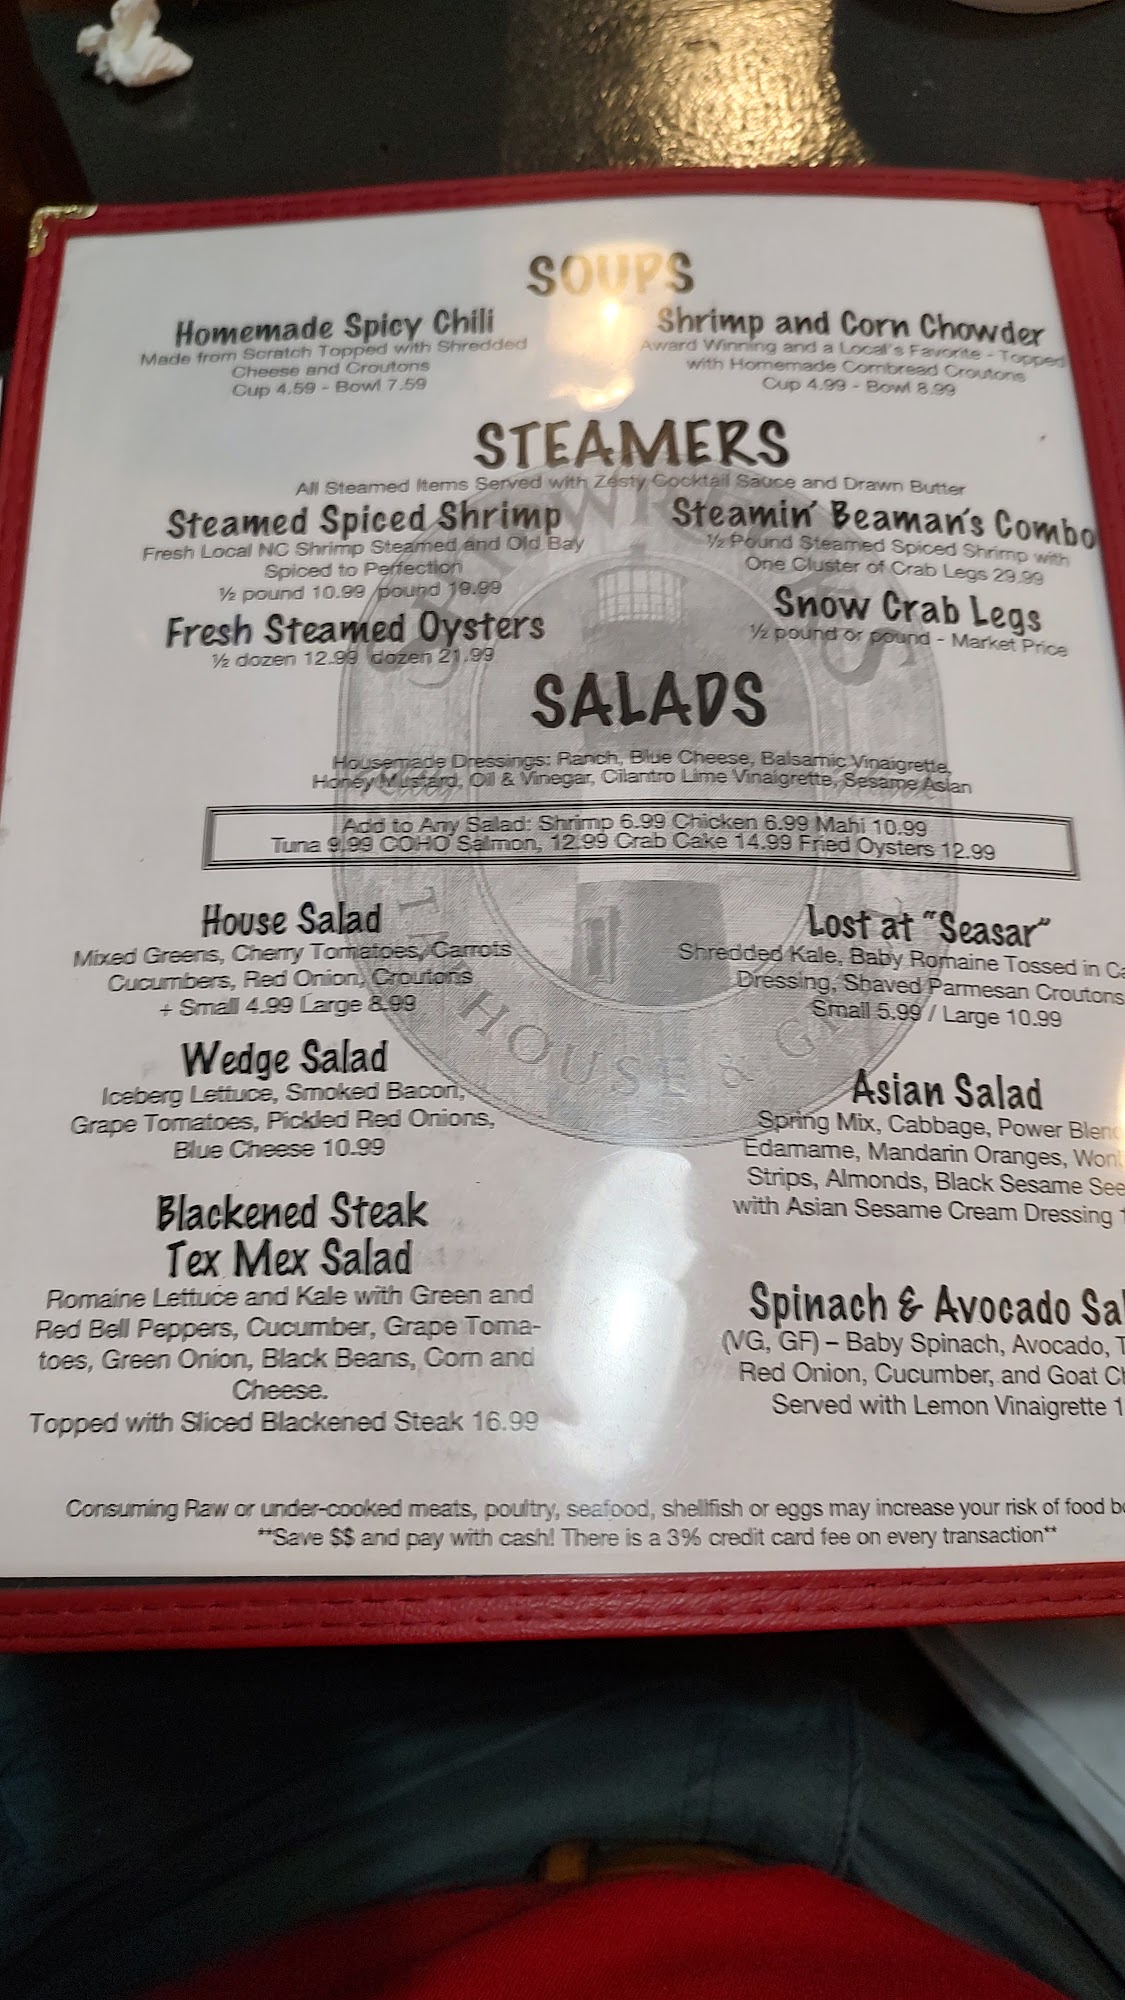 SOUPS
Homemade Spicy Chili
Made from Scratch Topped with Shredded
Cheese and Croutons
Cup 4.59 - Bowl 7.59
Shrimp and Corn Chowder
Award Winning and a Local's Favorite - Topped
with Homemade Cornbread Croutons
Cup 4.99 - Bowl 8.99
STEAMERS
All Steamed Items Served with Zesty Cocktail Sauce and Drawn Butter
Steamed Spiced Shrimp
Fresh Local NC Shrimp Steamed and Old Bay
Spiced to Perfection
½ pound 10.99 pound 19.99
Fresh Steamed Oysters
½ dozen 12.99 dozen 21.99
Steamin' Beaman's Combo
½ Pound Steamed Spiced Shrimp with
One Cluster of Crab Legs 29.99
Snow Crab Legs
½ pound or pound - Market Price
SALADS
Housemade Dressings: Ranch, Blue Cheese, Balsamic Vinaigrette,
Honey Mustard, Oil & Vinegar, Cilantro Lime Vinaigrette, Sesame Asian
Add to Any Salad: Shrimp 6.99 Chicken 6.99 Mahi 10.99
Tuna 9.99 COHO Salmon, 12.99 Crab Cake 14.99 Fried Oysters 12.99
House Salad
Mixed Greens, Cherry Tomatoes, Carrots
Cucumbers, Red Onion, Croutons
+ Small 4.99 Large 8.99
Wedge Salad
Iceberg Lettuce, Smoked Bacon,
Grape Tomatoes, Pickled Red Onions,
Blue Cheese 10.99
Blackened Steak
Tex Mex Salad
Romaine Lettuce and Kale with Green and
Red Bell Peppers, Cucumber, Grape Toma-
toes, Green Onion, Black Beans, Corn and
Cheese.
Topped with Sliced Blackened Steak 16.99
Lost at "Seasar"
Shredded Kale, Baby Romaine Tossed in
Dressing, Shaved Parmesan Croutons
Small 5.99 / Large 10.99
Asian Salad
Spring Mix, Cabbage, Power
Edamame, Mandarin Oranges,
Strips, Almonds, Black Sesame
with Asian Sesame Cream Dressing
Spinach & Avocado
(VG, GF) – Baby Spinach, Avocado,
Red Onion, Cucumber, and Goat
Served with Lemon Vinaigrette
Consuming Raw or under-cooked meats, poultry, seafood, shellfish or eggs may increase your risk of food
**Save $$ and pay with cash! There is a 3% credit card fee on every transaction**
HOUSE &